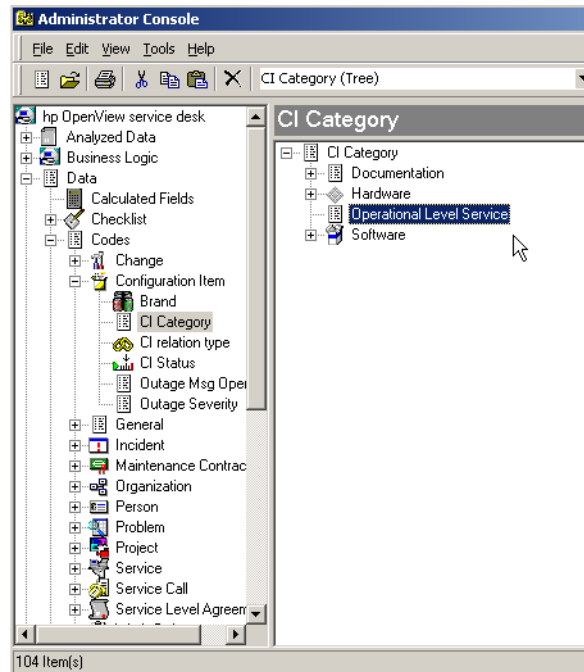 Administrator Console
File Edit View Tools Help
CI Category (Tree)
hp OpenView service desk
Analyzed Data
Business Logic
Data
Calculated Fields
Checklist
Codes
Change
Configuration Item
Brand
CI Category
CI relation type
CI Status
Outage Msg Oper
Outage Severity
General
Incident
Maintenance Contrac
Organization
Person
Problem
Project
Service
Service Call
Service Level Agreem
CI Category
CI Category
Documentation
Hardware
Operational Level Service
Software
104 Item(s)